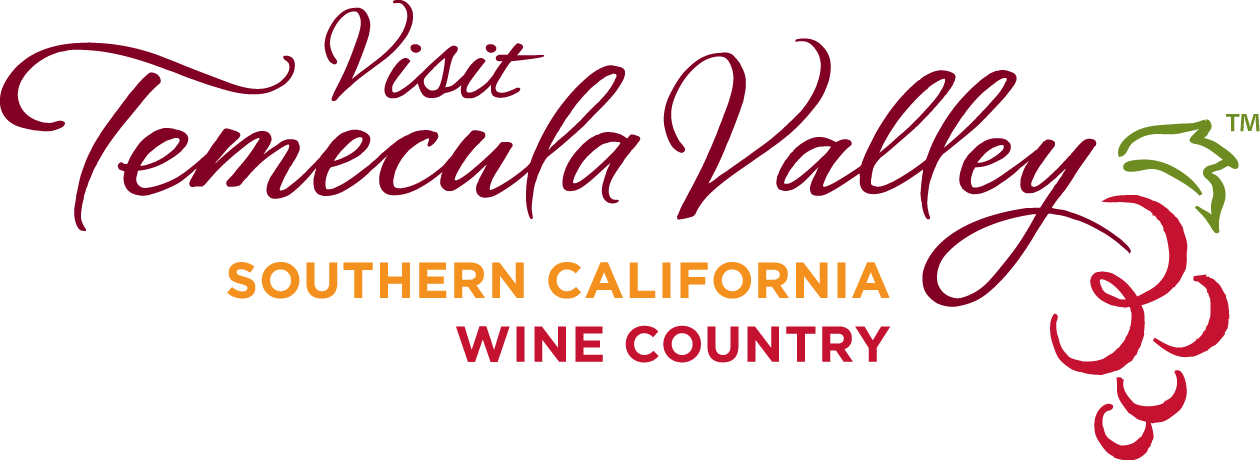 Visit
Temecula Valley
TM
SOUTHERN CALIFORNIA
WINE COUNTRY